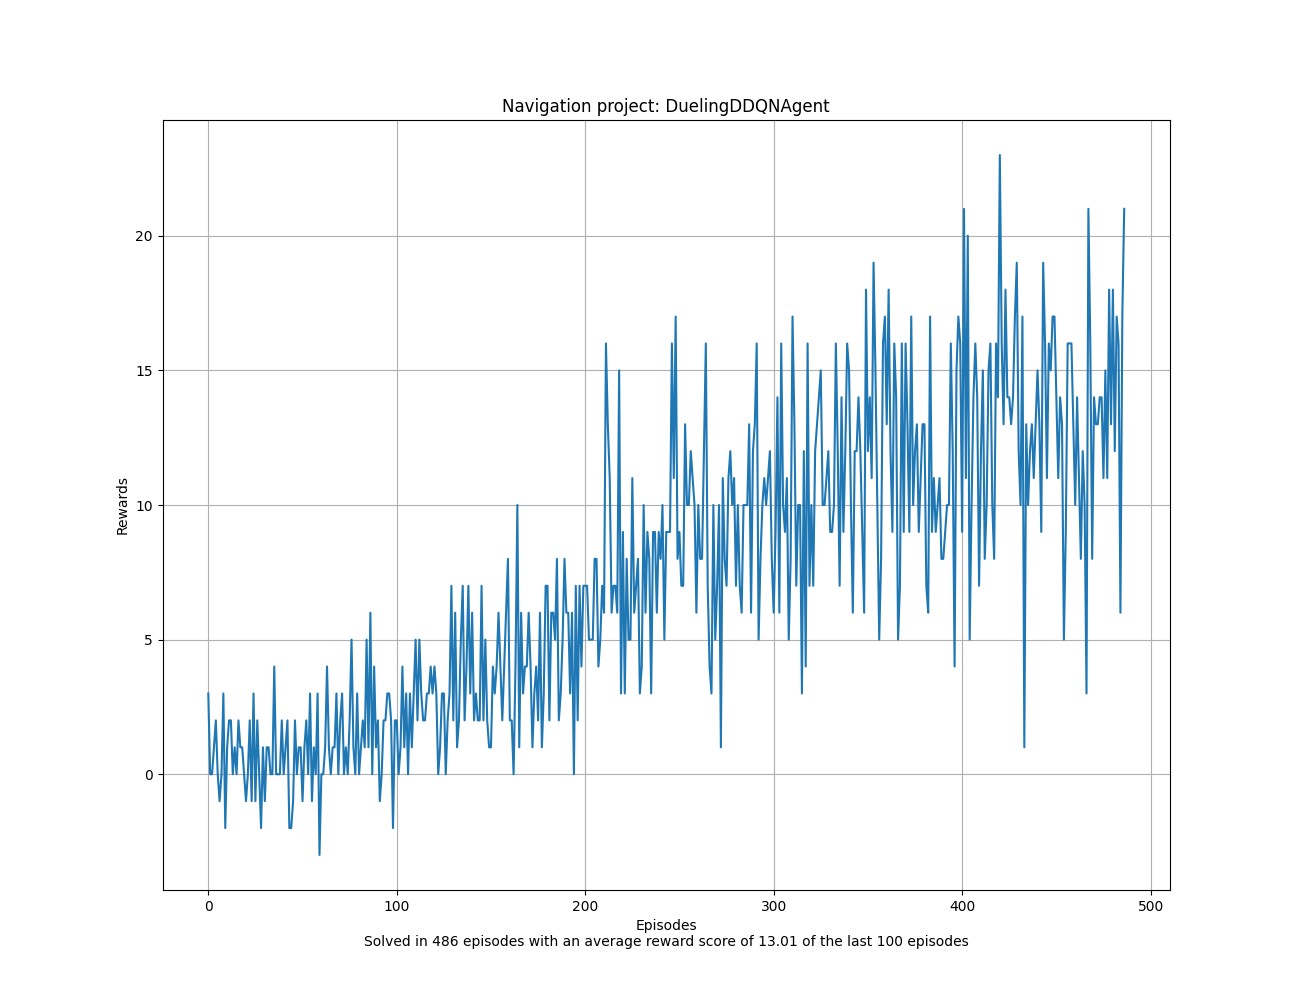 Navigation project: DuelingDDQNAgent
20
15
10
5
0
Rewards
0 100 200 300 400 500
Episodes
Solved in 486 episodes with an average reward score of 13.01 of the last 100 episodes